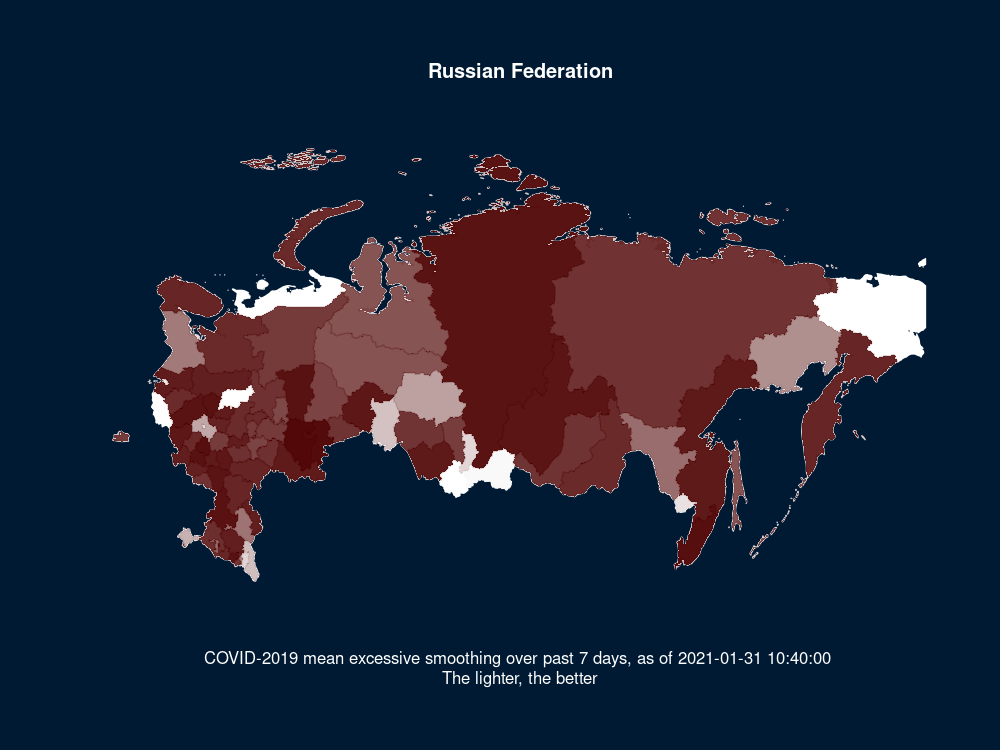 Russian Federation
COVID-2019 mean excessive smoothing over past 7 days, as of 2021-01-31 10:40:00
The lighter, the better